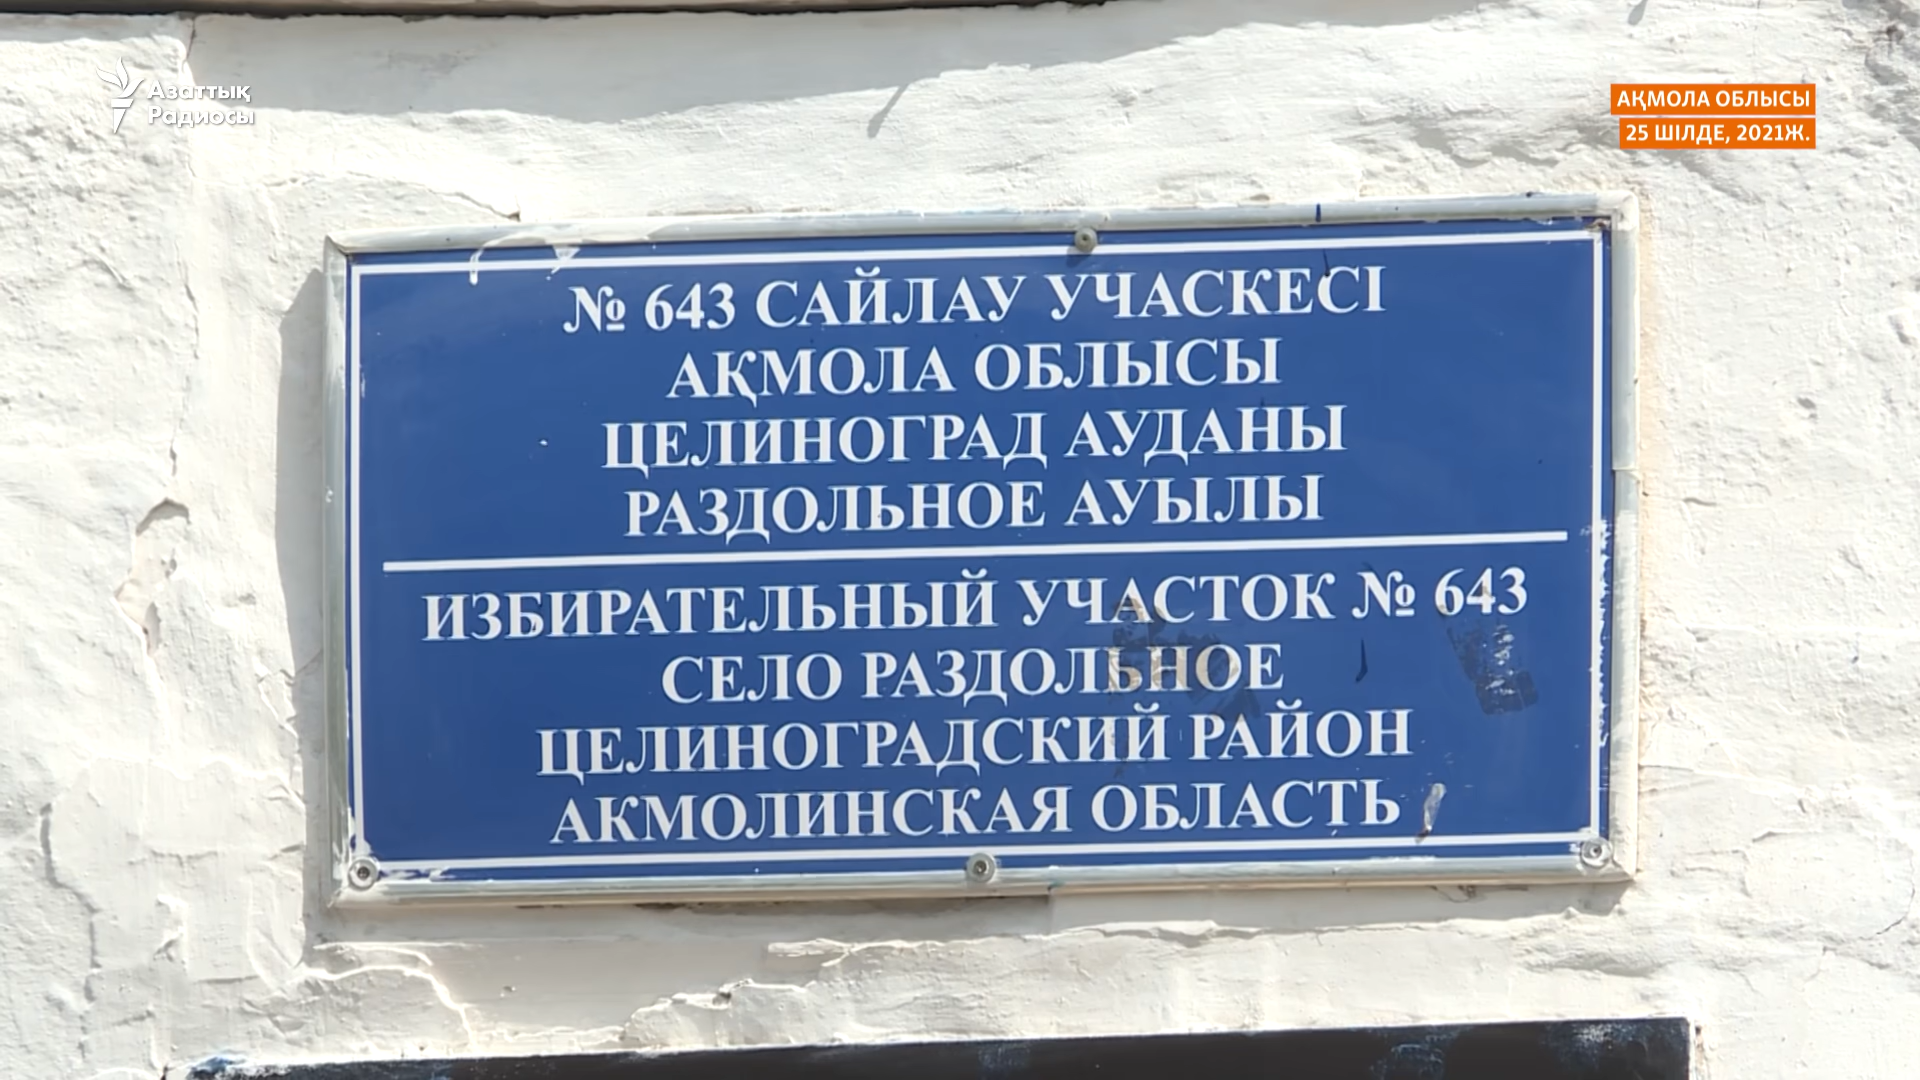 Азаттық
Радиосы
АҚМОЛА ОБЛЫСЫ
25 ШІЛДЕ, 2021Ж.
№ 643 САЙЛАУ УЧАСКЕСІ
АҚМОЛА ОБЛЫСЫ
ЦЕЛИНОГРАД АУДАНЫ
РАЗДОЛЬНОЕ АУЫЛЫ
ИЗБИРАТЕЛЬНЫЙ УЧАСТОК № 643
СЕЛО РАЗДОЛЬНОЕ
ЦЕЛИНОГРАДСКИЙ РАЙОН
АКМОЛИНСКАЯ ОБЛАСТЬ